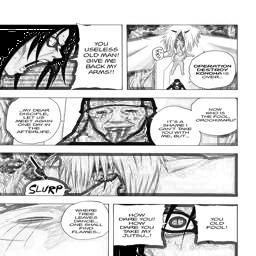 YOU
USELESS
OLD MAN!
GIVE ME
BACK MY
ARMS!!
OPERATION
DESTROY
KONOHA IS
OVER...
...MY DEAR
DISCIPLE,
LET US
MEET AGAIN
ONE DAY IN
THE
AFTERLIFE.
IT'S A
SHAME I
CAN'T TAKE
YOU WITH
ME, BUT...
NOW
WHO IS
THE FOOL,
OROCHIMARU?
SLURP
WHERE
TREE
LEAVES
DANCE...
ONE SHALL
FIND
FLAMES...
HOW
DARE YOU!
HOW
DARE YOU
TAKE MY
JUTSU...!
YOU
OLD
FOOL!